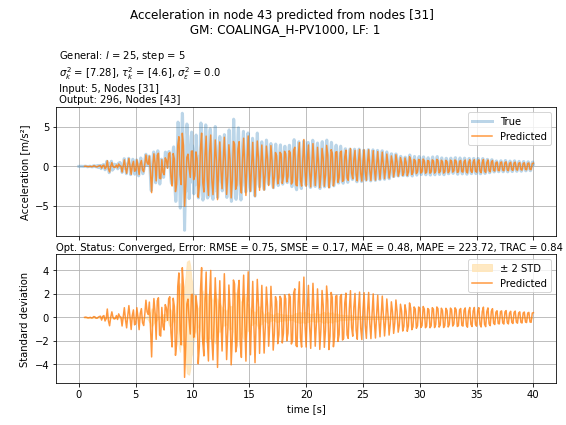 Acceleration in node 43 predicted from nodes [31]
GM: COALINGA_H-PV1000, LF: 1
General: l = 25, step = 5
σ²ₖ = [7.28], τ²ₖ = [4.6], σ²ε = 0.0
Input: 5, Nodes [31]
Output: 296, Nodes [43]
Acceleration [m/s²]
5
0
−5
True
Predicted
Opt. Status: Converged, Error: RMSE = 0.75, SMSE = 0.17, MAE = 0.48, MAPE = 223.72, TRAC = 0.84
Standard deviation
4
2
0
−2
−4
± 2 STD
Predicted
0 5 10 15 20 25 30 35 40
time [s]